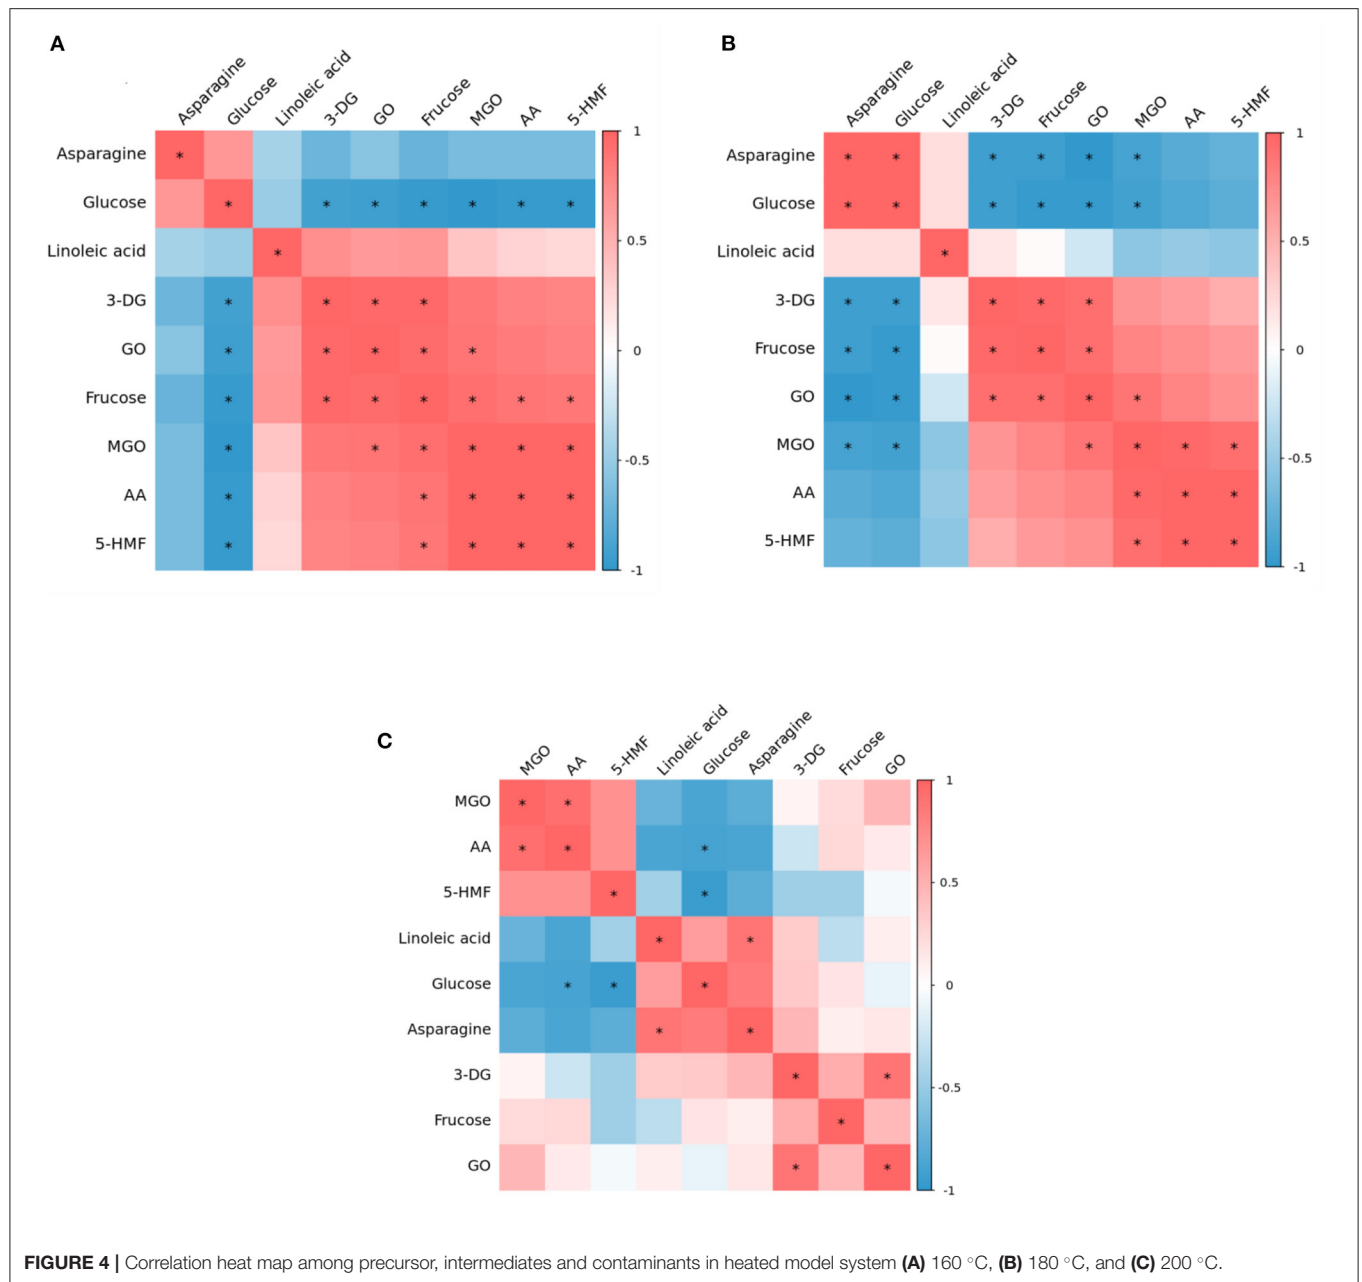 A
Asparagine Glucose Linoleic acid 3-DG GO Frucose MGO AA 5-HMF
Asparagine * 1
Glucose * * * * * * *
Linoleic acid * 0.5
3-DG * * * *
GO * * * * * 0
Frucose * * * * * * *
MGO * * * * * * -0.5
AA * * * * *
5-HMF * * * * *
-1
B
Asparagine Glucose Linoleic acid 3-DG Frucose GO MGO AA 5-HMF
Asparagine * * * * * * 1
Glucose * * * * * *
Linoleic acid * 0.5
3-DG * * * * *
Frucose * * * * * 0
GO * * * * * *
MGO * * * * * * -0.5
AA * * *
5-HMF * * *
-1
C
MGO AA 5-HMF Linoleic acid Glucose Asparagine 3-DG Frucose GO
MGO * * 1
AA * * *
5-HMF * * 0.5
Linoleic acid * *
Glucose * * * 0
Asparagine * *
3-DG * * -0.5
Frucose *
GO * * -1
FIGURE 4 | Correlation heat map among precursor, intermediates and contaminants in heated model system (A) 160 °C, (B) 180 °C, and (C) 200 °C.